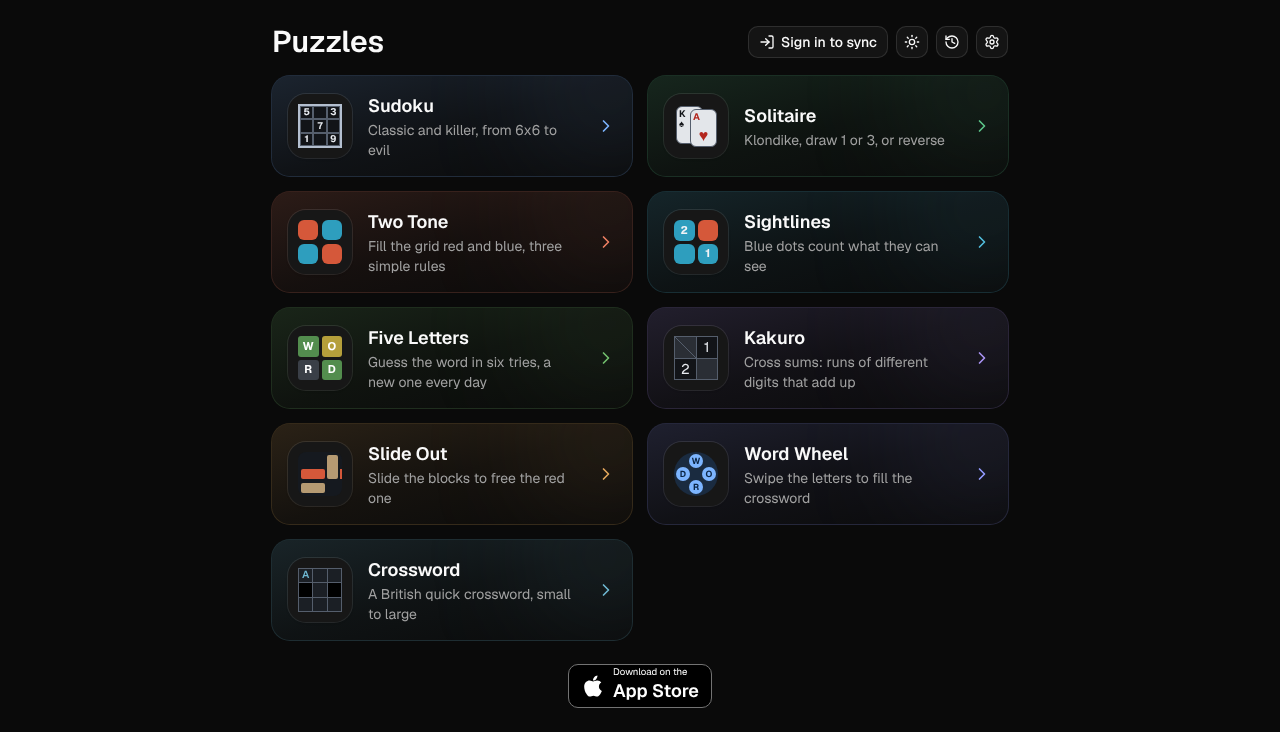 Puzzles
Sign in to sync
5 3
7
1 9
Sudoku
Classic and killer, from 6x6 to
evil
K
A
Solitaire
Klondike, draw 1 or 3, or reverse
Two Tone
Fill the grid red and blue, three
simple rules
2
1
Sightlines
Blue dots count what they can
see
W O
R D
Five Letters
Guess the word in six tries, a
new one every day
1
2
Kakuro
Cross sums: runs of different
digits that add up
Slide Out
Slide the blocks to free the red
one
W
D O
R
Word Wheel
Swipe the letters to fill the
crossword
A
Crossword
A British quick crossword, small
to large
Download on the
App Store